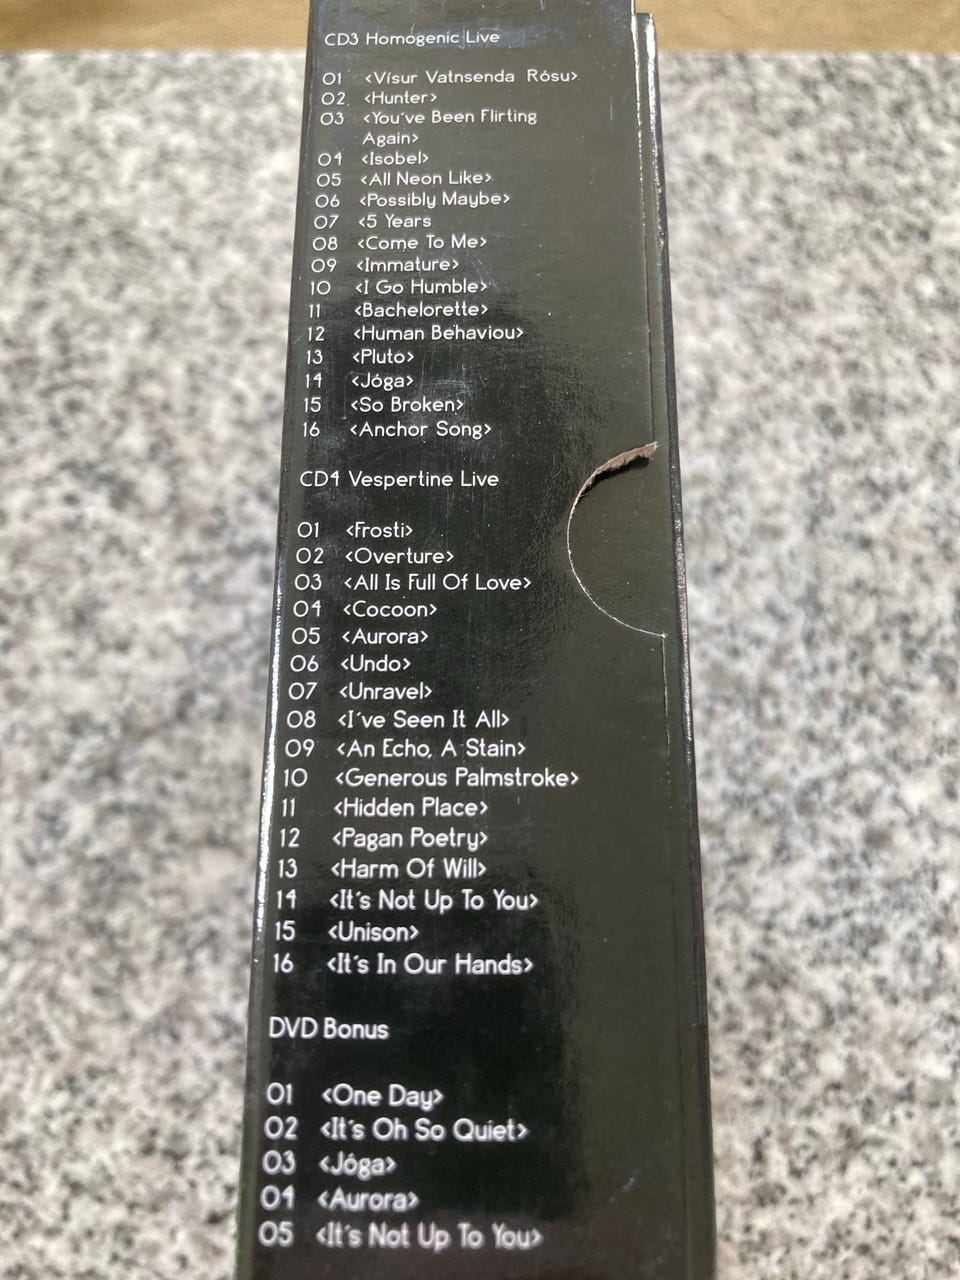 CD3 Homogenic Live
01 <Vísur Vatnsenda Rósu>
02 <Hunter>
03 <You've Been Flirting
Again>
04 <Isobel>
05 <All Neon Like>
06 <Possibly Maybe>
07 <5 Years
08 <Come To Me>
09 <Immature>
10 <I Go Humble>
11 <Bachelorette>
12 <Human Behaviou>
13 <Pluto>
14 <Jóga>
15 <So Broken>
16 <Anchor Song>
CD4 Vespertine Live
01 <Frosti>
02 <Overture>
03 <All Is Full Of Love>
04 <Cocoon>
05 <Aurora>
06 <Undo>
07 <Unravel>
08 <I've Seen It All>
09 <An Echo, A Stain>
10 <Generous Palmstroke>
11 <Hidden Place>
12 <Pagan Poetry>
13 <Harm Of Will>
14 <It's Not Up To You>
15 <Unison>
16 <It's In Our Hands>
DVD Bonus
01 <One Day>
02 <It's Oh So Quiet>
03 <Jóga>
04 <Aurora>
05 <It's Not Up To You>